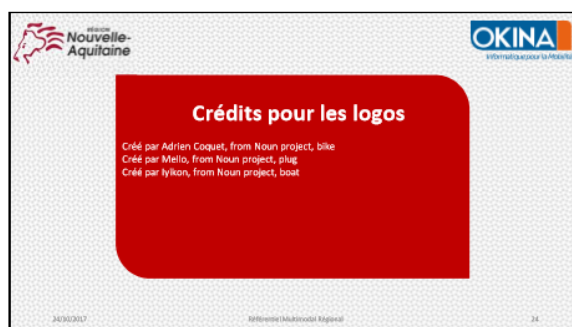 RÉGION
Nouvelle-
Aquitaine
OKINA
Informatique pour la Mobilité
Crédits pour les logos
Créé par Adrien Coquet, from Noun project, bike
Créé par Mello, from Noun project, plug
Créé par Iyikon, from Noun project, boat
24/10/2017
Référentiel Multimodal Régional
24